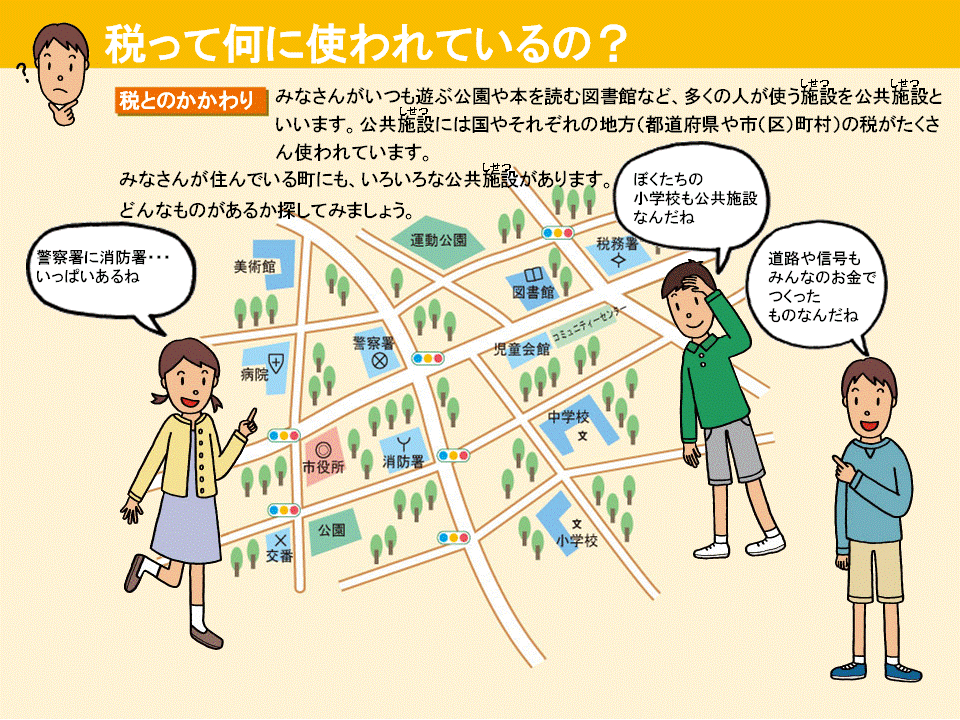 税って何に使われているの？
?
税とのかかわり
みなさんがいつも遊ぶ公園や本を読む図書館など、多くの人が使う施設を公共施設と
いいます。公共施設には国やそれぞれの地方（都道府県や市（区）町村）の税がたくさ
ん使われています。
しせつ
しせつ
しせつ
みなさんが住んでいる町にも、いろいろな公共施設があります。
しせつ
どんなものがあるか探してみましょう。
ぼくたちの
小学校も公共施設
なんだね
警察署に消防署・・・
いっぱいあるね
道路や信号も
みんなのお金で
つくった
ものなんだね
運動公園
税務署
美術館
図書館
コミュニティーセンター
警察署
児童会館
病院
中学校
文
市役所
消防署
公園
文
小学校
交番